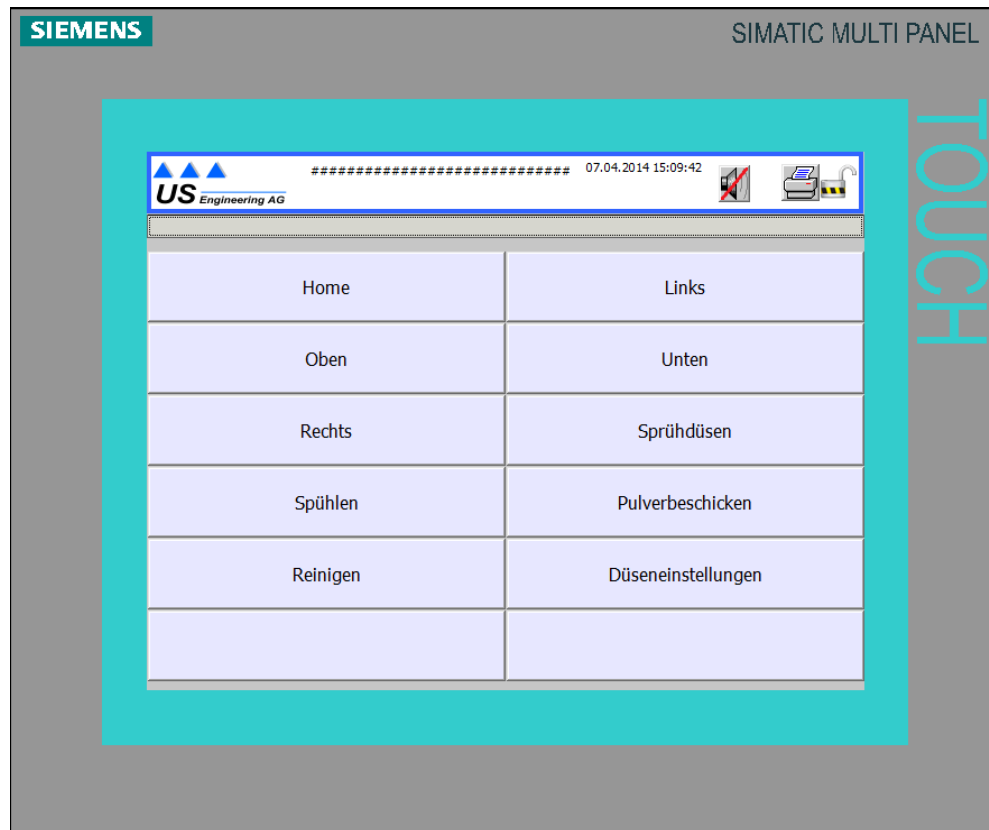 SIEMENS
SIMATIC MULTI PANEL
TOUCH
US Engineering AG
############################# 07.04.2014 15:09:42
Home
Links
Oben
Unten
Rechts
Sprühdüsen
Spühlen
Pulverbeschicken
Reinigen
Düseneinstellungen